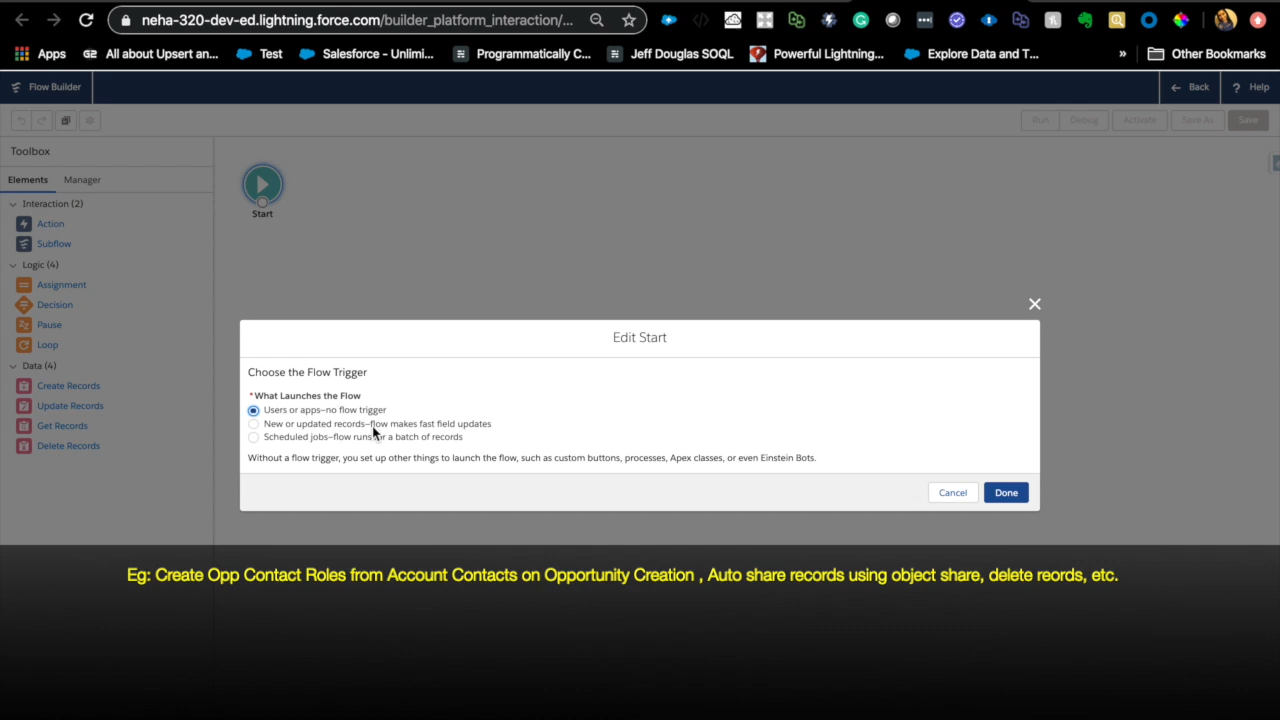 neha-320-dev-ed.lightning.force.com/builder_platform_interaction/...
Apps
All about Upsert an...
Test
Salesforce - Unlimi...
Programmatically C...
Jeff Douglas SOQL
Powerful Lightning...
Explore Data and T...
»
Other Bookmarks
Flow Builder
Back
? Help
Run
Debug
Activate
Save As
Save
Toolbox
Elements
Manager
Interaction (2)
Action
Subflow
Logic (4)
Assignment
Decision
Pause
Loop
Data (4)
Create Records
Update Records
Get Records
Delete Records
Start
Edit Start
Choose the Flow Trigger
*What Launches the Flow
Users or apps—no flow trigger
New or updated records—flow makes fast field updates
Scheduled jobs—flow runs for a batch of records
Without a flow trigger, you set up other things to launch the flow, such as custom buttons, processes, Apex classes, or even Einstein Bots.
Cancel
Done
Eg: Create Opp Contact Roles from Account Contacts on Opportunity Creation , Auto share records using object share, delete reords, etc.